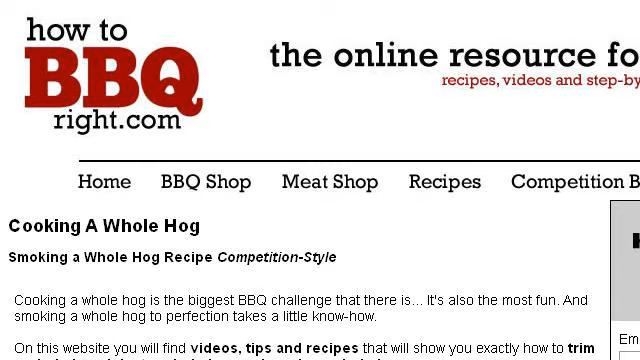 how to
BBQ
right.com
the online resource fo
recipes, videos and step-by
Home BBQ Shop Meat Shop Recipes Competition B
Cooking A Whole Hog
Smoking a Whole Hog Recipe Competition-Style
Cooking a whole hog is the biggest BBQ challenge that there is... It's also the most fun. And
smoking a whole hog to perfection takes a little know-how.
Em
On this website you will find videos, tips and recipes that will show you exactly how to trim